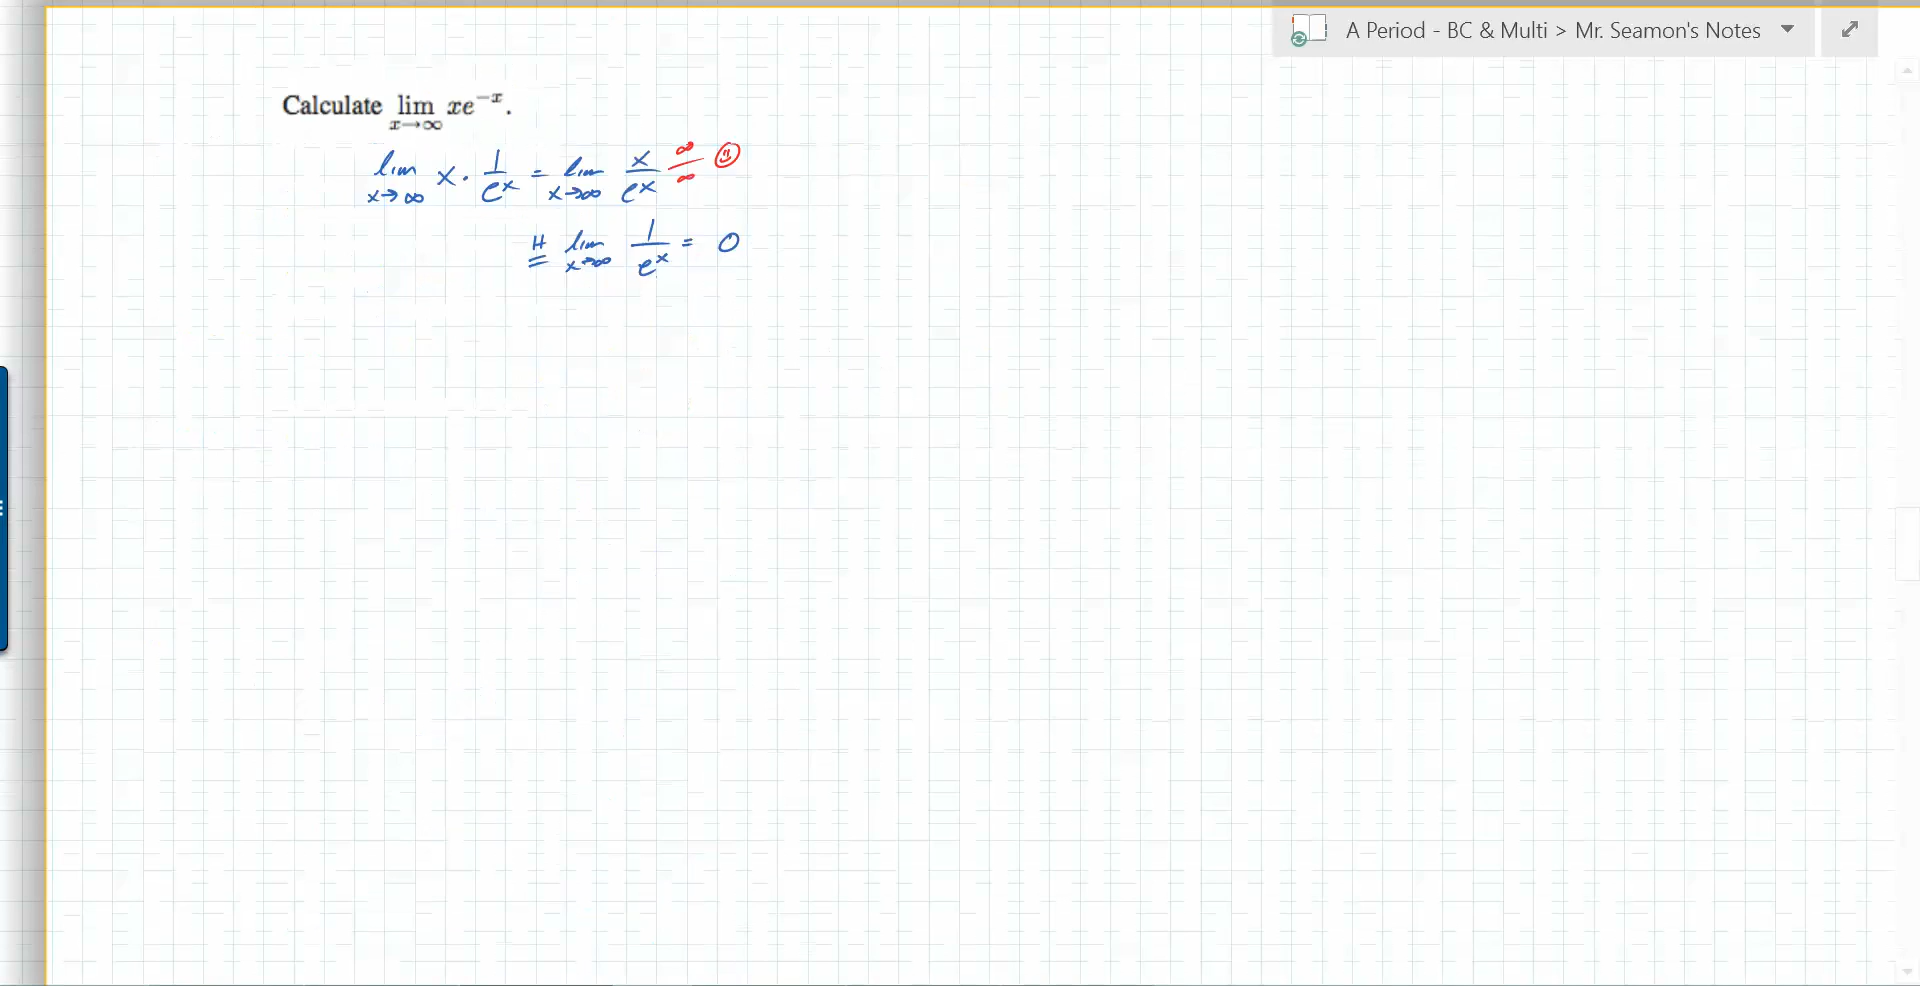 A Period - BC & Multi > Mr. Seamon's Notes
Calculate lim x→∞ xe^{-x}.
lim x→∞ x · 1/e^x = lim x→∞ x/e^x ∞/∞
H= lim x→∞ 1/e^x = 0